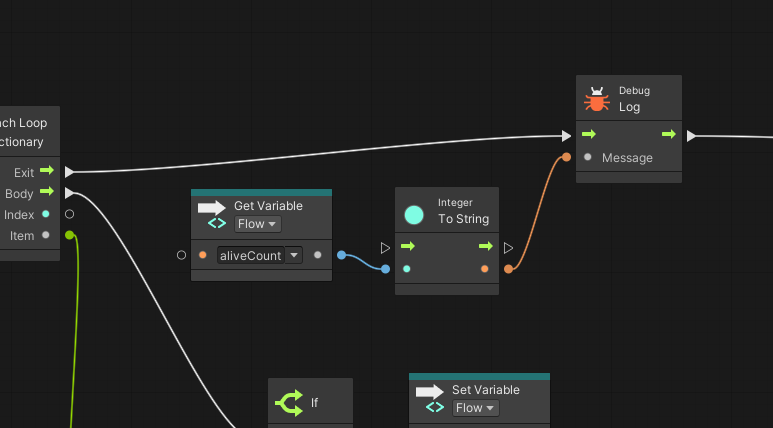 ach Loop
ctionary
Exit
Body
Index
Item
Get Variable
Flow
aliveCount
Integer
To String
Debug
Log
Message
If
Set Variable
Flow